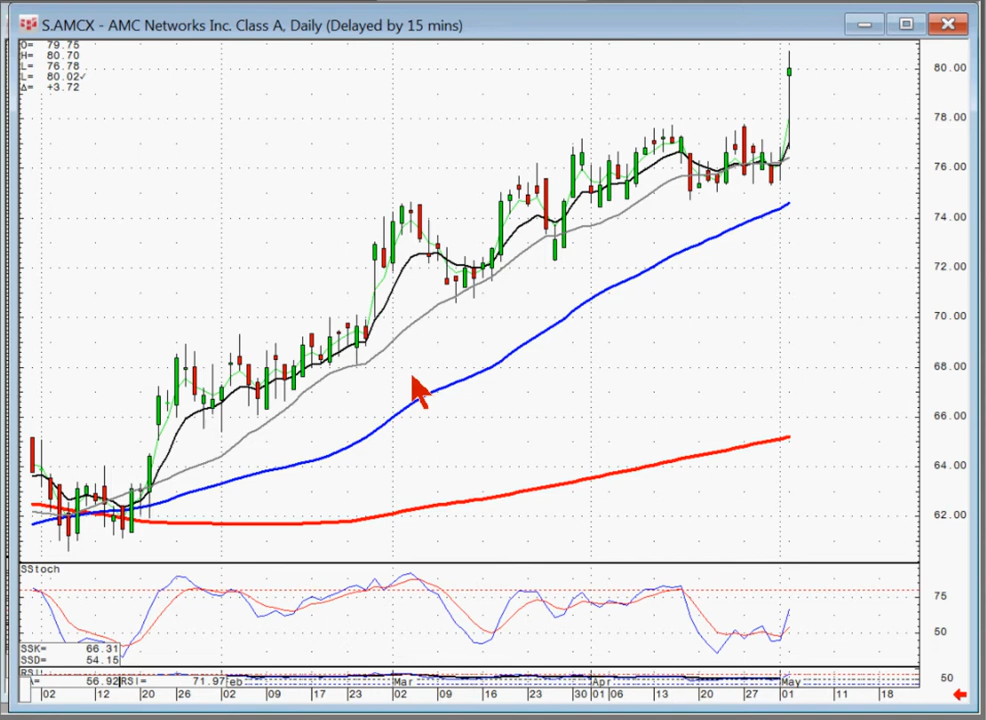 S.AMCX - AMC Networks Inc. Class A, Daily (Delayed by 15 mins)
O= 79.75
H= 80.70
L= 76.78
L= 80.02✓
Δ= +3.72
80.00
78.00
76.00
74.00
72.00
70.00
68.00
66.00
64.00
62.00
SStoch
75
50
SSK= 66.31
SSD= 54.15
RSI
56.92 RSI= 71.97
50
Feb Mar Apr May
02 12 20 26 02 09 17 23 02 09 16 23 30 01 06 13 20 27 01 11 18